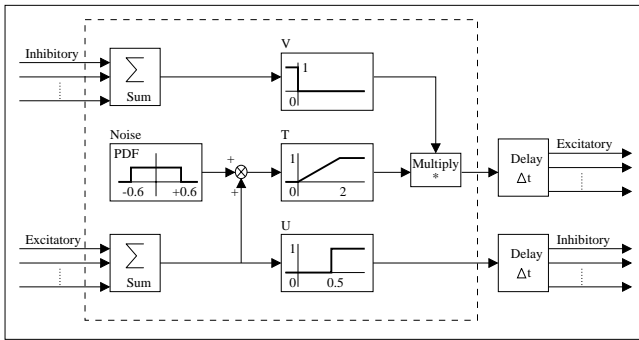 V
Inhibitory
∑
Sum
1
0
Noise
PDF
-0.6 +0.6
+
+
T
1
0 2
Multiply
*
Delay
Δt
Excitatory
Excitatory
∑
Sum
U
1
0 0.5
Delay
Δt
Inhibitory